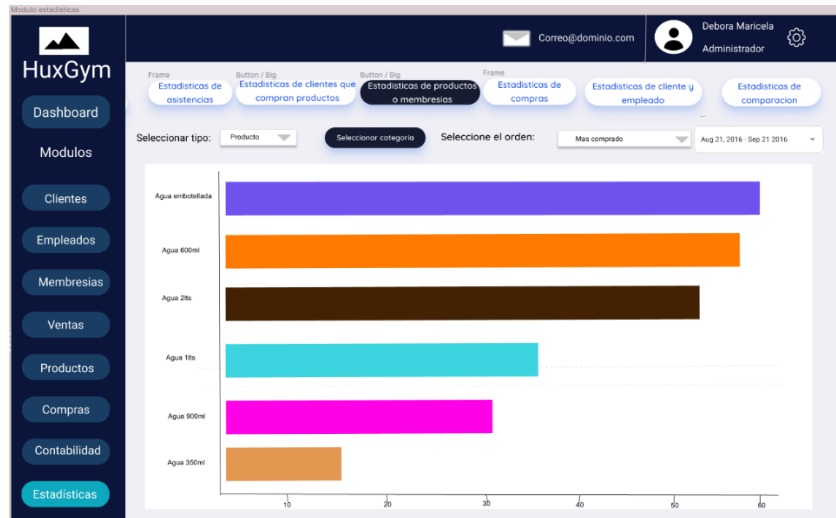 Modulo estadisticas
HuxGym
Correo@dominio.com
Debora Maricela
Administrador
Dashboard
Modulos
Clientes
Empleados
Membresias
Ventas
Productos
Compras
Contabilidad
Estadísticas
Frame
Estadisticas de
asistencias
Button / Big
Estadisticas de clientes que
compran productos
Button / Big
Estadisticas de productos
o membresias
Frame
Estadisticas de
compras
Estadisticas de cliente y
empleado
...
Estadisticas de
comparacion
Seleccionar tipo:
Producto
Seleccionar categoria
Seleccione el orden:
Mas comprado
Aug 21, 2016 - Sep 21 2016
Agua embotellada
Agua 600ml
Agua 2lts
Agua 1lts
Agua 900ml
Agua 350ml
10 20 30 40 50 60